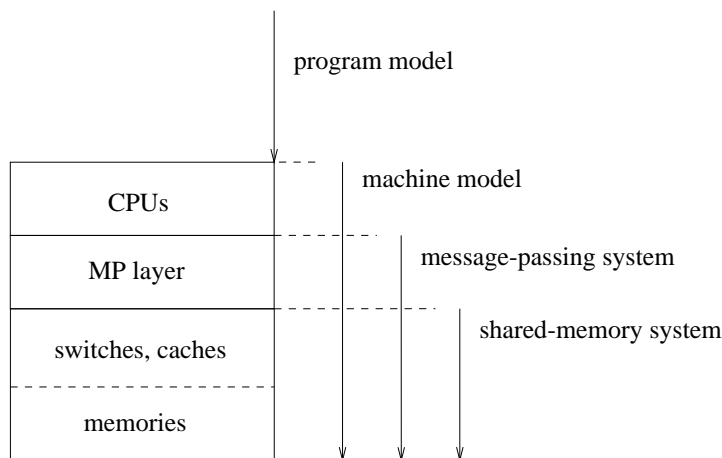 program model
machine model
CPUs
message-passing system
MP layer
shared-memory system
switches, caches
memories